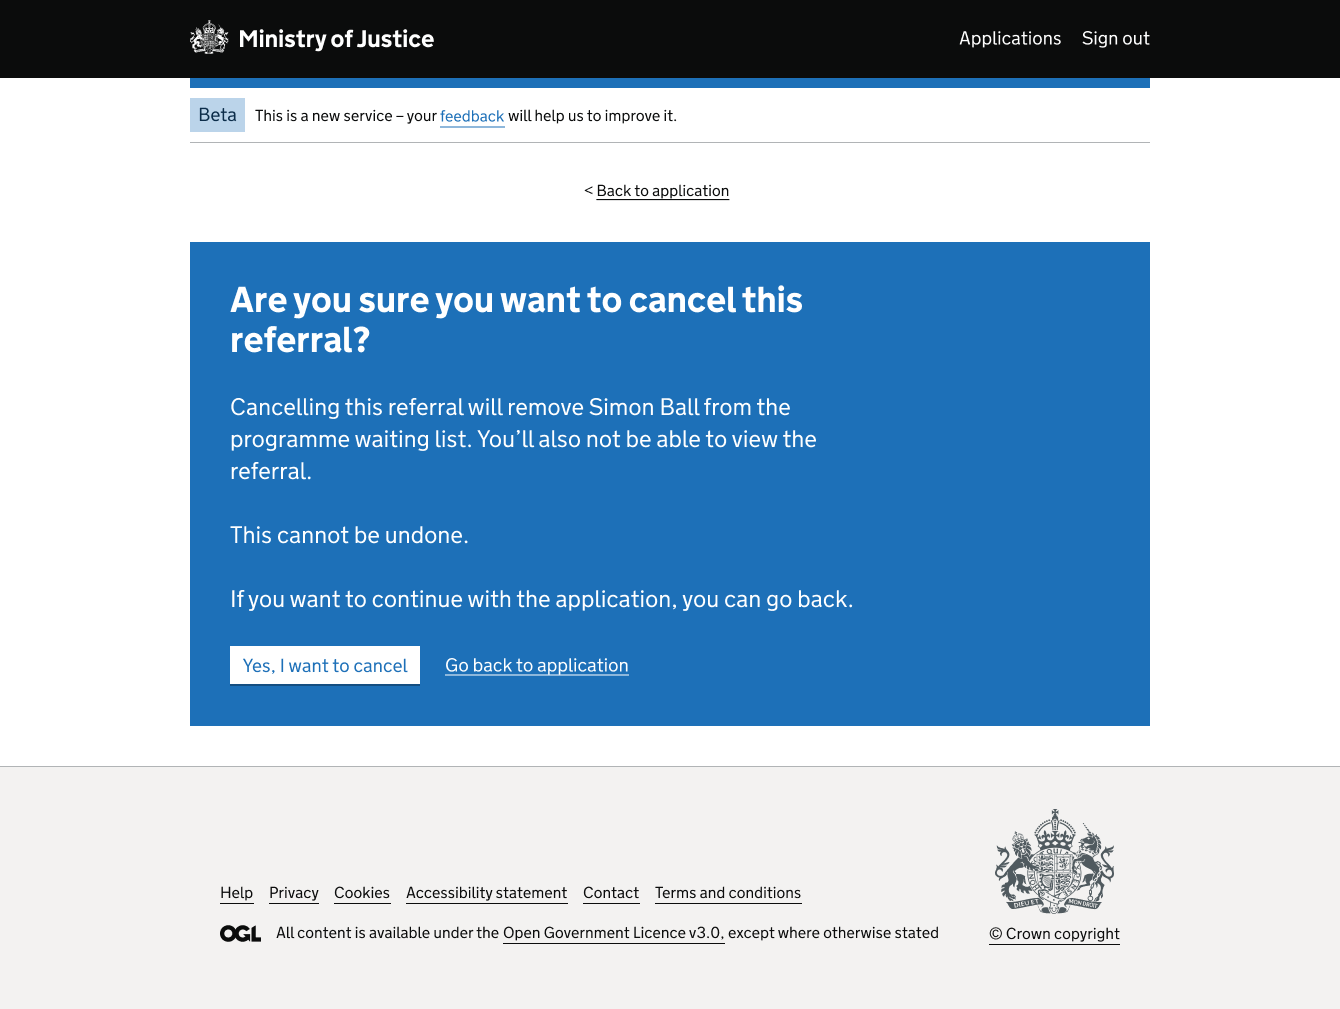 Ministry of Justice
Applications
Sign out
Beta
This is a new service – your feedback will help us to improve it.
< Back to application
Are you sure you want to cancel this
referral?
Cancelling this referral will remove Simon Ball from the
programme waiting list. You’ll also not be able to view the
referral.
This cannot be undone.
If you want to continue with the application, you can go back.
Yes, I want to cancel
Go back to application
Help
Privacy
Cookies
Accessibility statement
Contact
Terms and conditions
OGL
All content is available under the Open Government Licence v3.0, except where otherwise stated
DIEU ET
MON DROIT
© Crown copyright